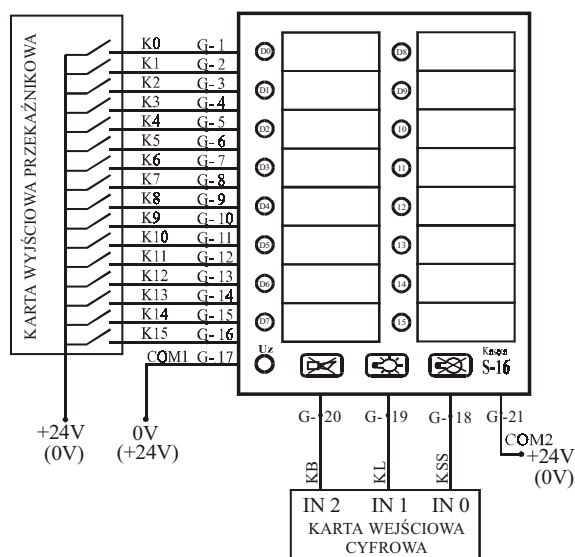 KARTA WYJŚCIOWA PRZEKAŹNIKOWA
K0 G-1
K1 G-2
K2 G-3
K3 G-4
K4 G-5
K5 G-6
K6 G-7
K7 G-8
K8 G-9
K9 G-10
K10 G-11
K11 G-12
K12 G-13
K13 G-14
K14 G-15
K15 G-16
COM1 G-17
D0 D8
D1 D9
D2 10
D3 11
D4 12
D5 13
D6 14
D7 15
Uz
Kaseta
S-16
+24V
(0V)
0V
(+24V)
G-20 G-19 G-18 G-21
COM2
+24V
(0V)
KB KL KSS
IN 2 IN 1 IN 0
KARTA WEJŚCIOWA
CYFROWA